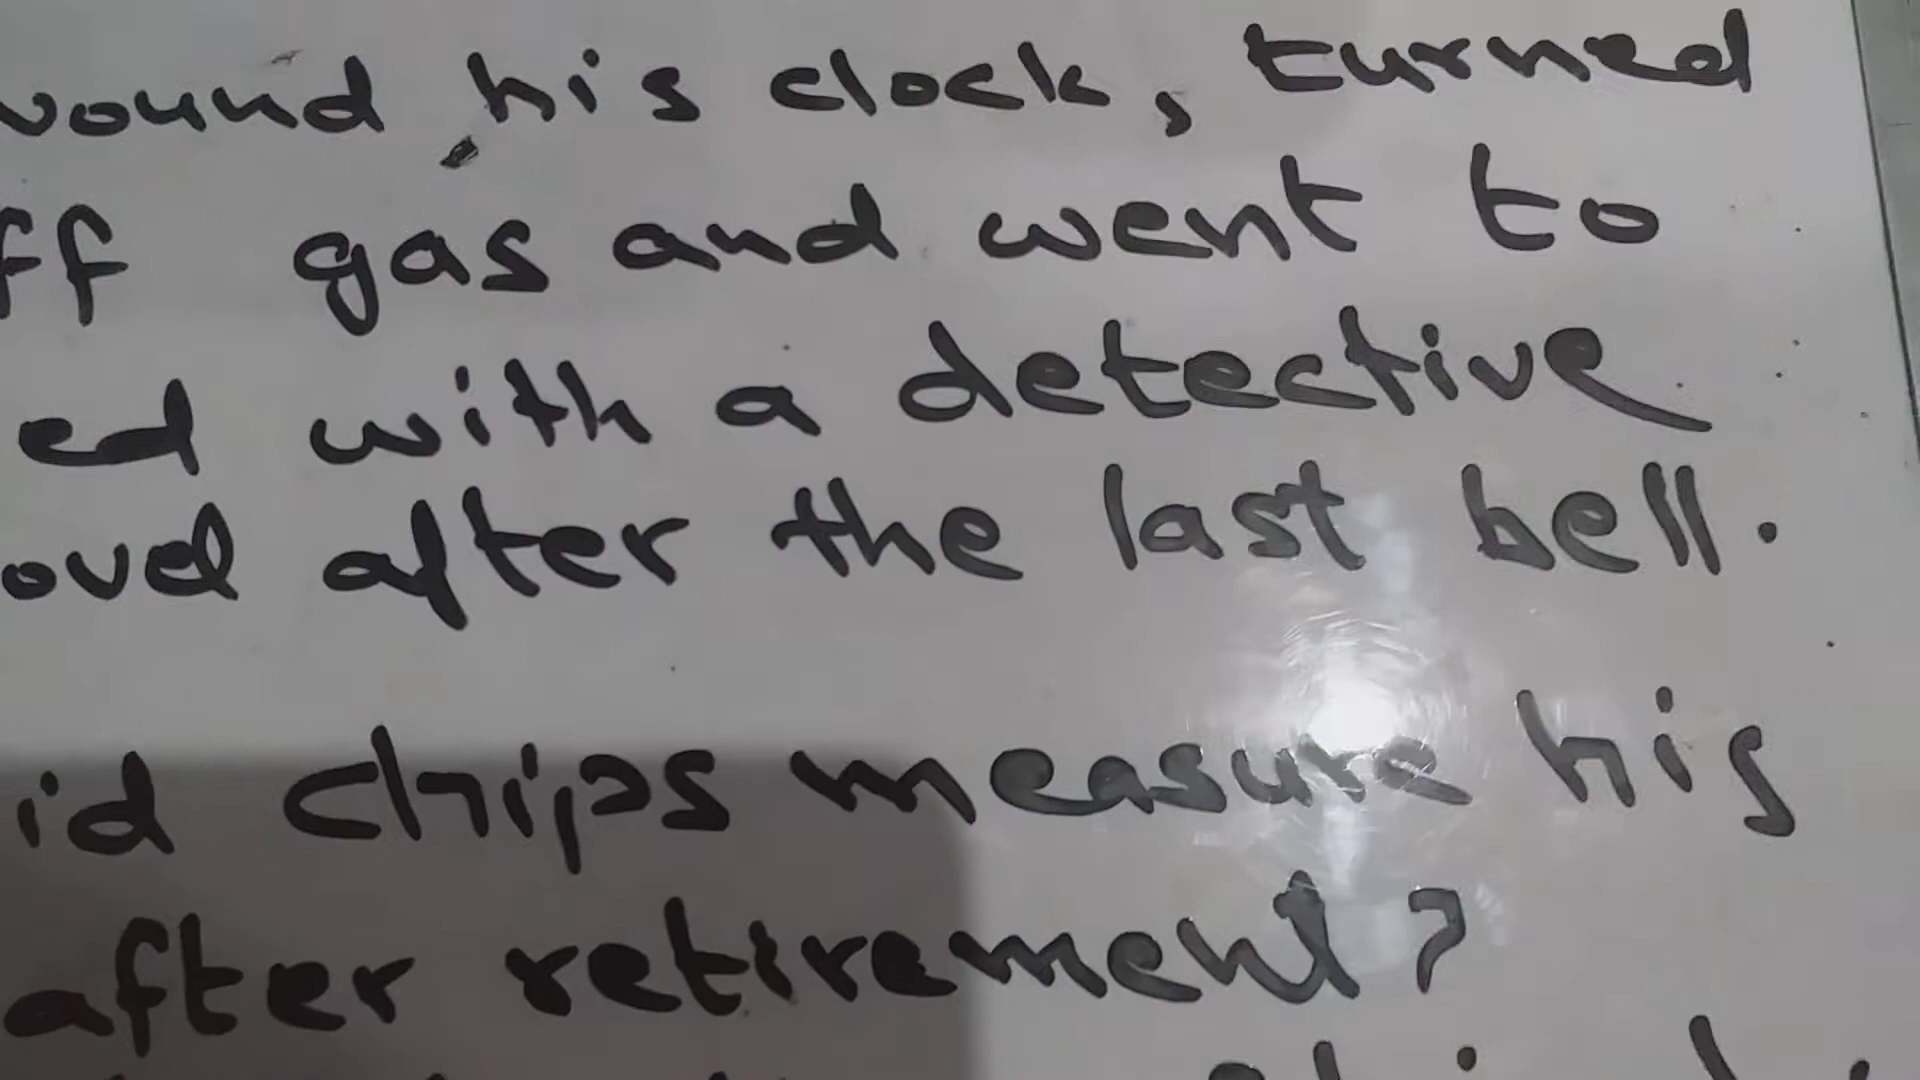 wound his clock, turned
ff gas and went to
ed with a detective
ovel after the last bell.
id chips measure his
after retirement?